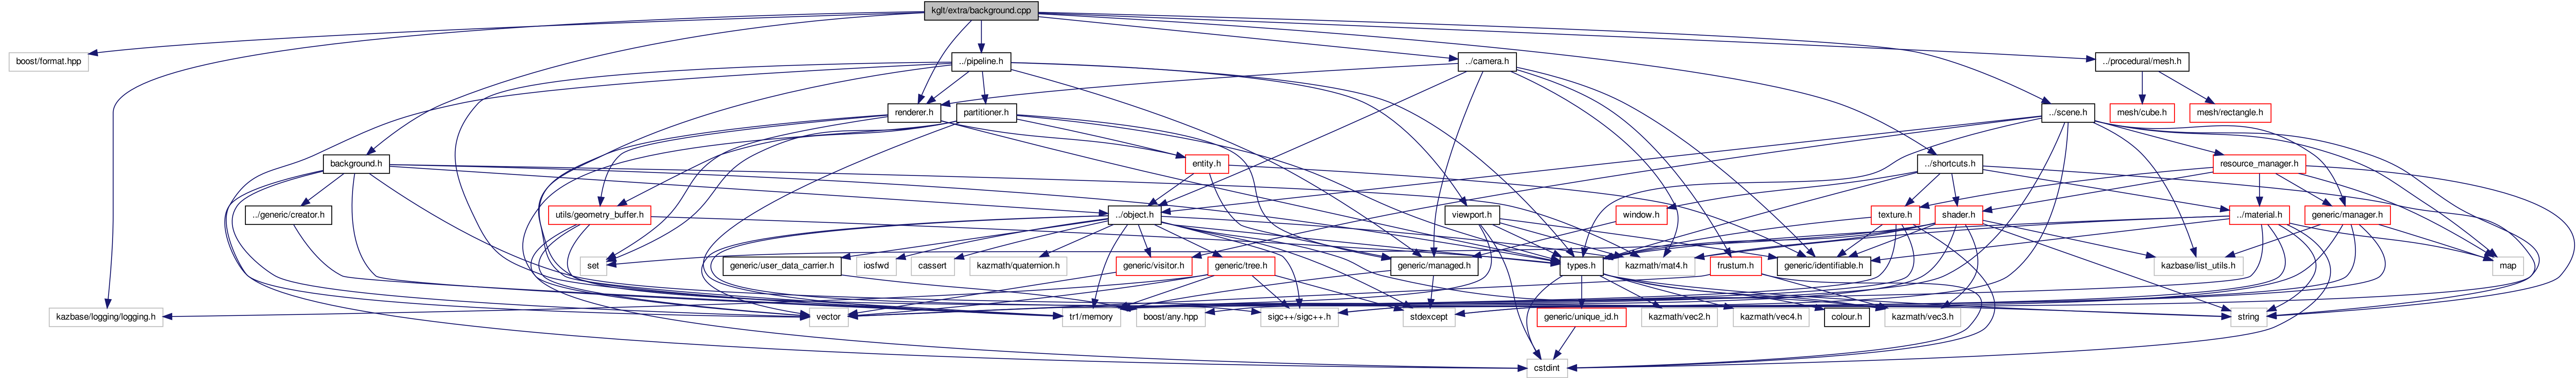 kglt/extra/background.cpp
boost/format.hpp
../pipeline.h
../camera.h
../procedural/mesh.h
renderer.h
partitioner.h
mesh/cube.h
mesh/rectangle.h
../scene.h
background.h
entity.h
../shortcuts.h
resource_manager.h
../generic/creator.h
utils/geometry_buffer.h
../object.h
viewport.h
window.h
texture.h
shader.h
../material.h
generic/manager.h
set
generic/user_data_carrier.h
iosfwd
cassert
kazmath/quaternion.h
generic/visitor.h
generic/tree.h
generic/managed.h
types.h
kazmath/mat4.h
frustum.h
generic/identifiable.h
kazbase/list_utils.h
map
kazbase/logging/logging.h
vector
tr1/memory
boost/any.hpp
sigc++/sigc++.h
stdexcept
generic/unique_id.h
kazmath/vec2.h
kazmath/vec4.h
colour.h
kazmath/vec3.h
string
cstdint